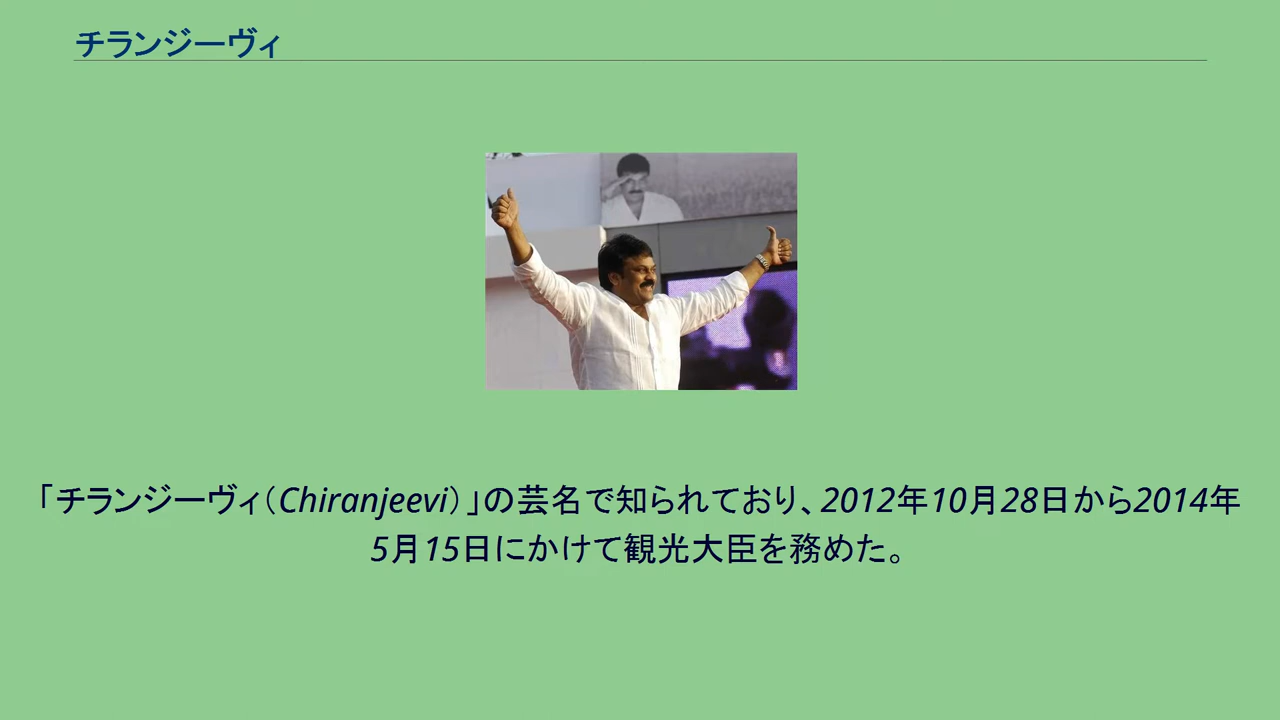 チランジーヴィ
「チランジーヴィ（Chiranjeevi）」の芸名で知られており、2012年10月28日から2014年
5月15日にかけて観光大臣を務めた。